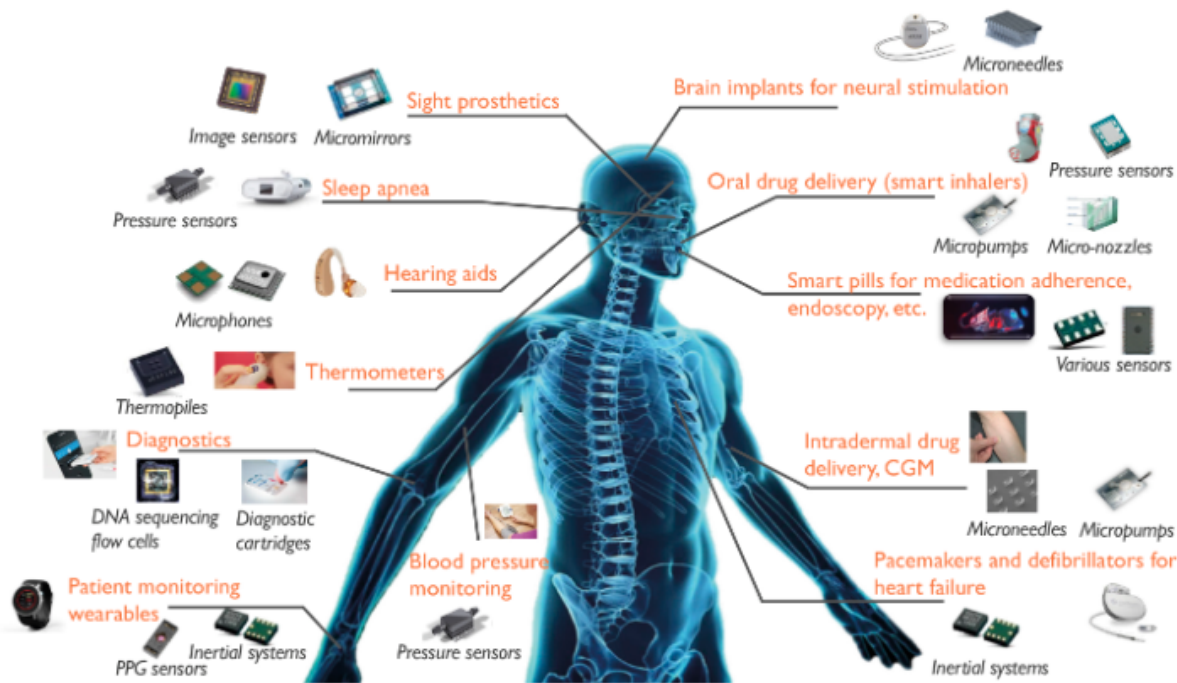 Microneedles
Brain implants for neural stimulation
Sight prosthetics
Image sensors
Micromirrors
Pressure sensors
Oral drug delivery (smart inhalers)
Sleep apnea
Pressure sensors
Micropumps
Micro-nozzles
Hearing aids
Smart pills for medication adherence,
endoscopy, etc.
Microphones
Various sensors
Thermometers
Thermopiles
Diagnostics
Intradermal drug
delivery, CGM
DNA sequencing
flow cells
Diagnostic
cartridges
Microneedles
Micropumps
Blood pressure
monitoring
Pacemakers and defibrillators for
heart failure
Patient monitoring
wearables
Inertial systems
PPG sensors
Pressure sensors
Inertial systems